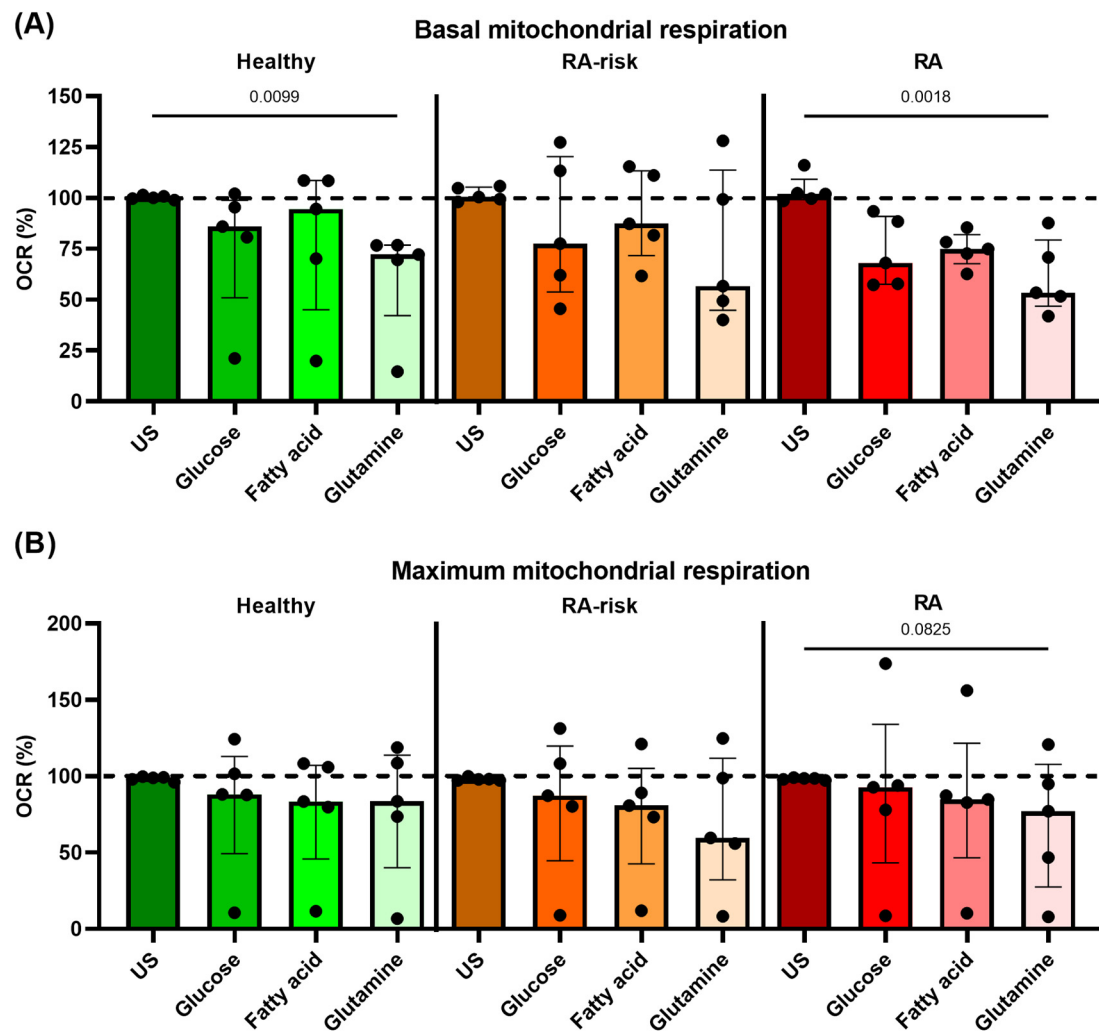 (A)
Basal mitochondrial respiration
Healthy RA-risk RA
0.0099 0.0018
150
125
100
75
50
25
0
OCR (%)
US Glucose Fatty acid Glutamine US Glucose Fatty acid Glutamine US Glucose Fatty acid Glutamine
(B)
Maximum mitochondrial respiration
Healthy RA-risk RA
0.0825
200
150
100
50
0
OCR (%)
US Glucose Fatty acid Glutamine US Glucose Fatty acid Glutamine US Glucose Fatty acid Glutamine